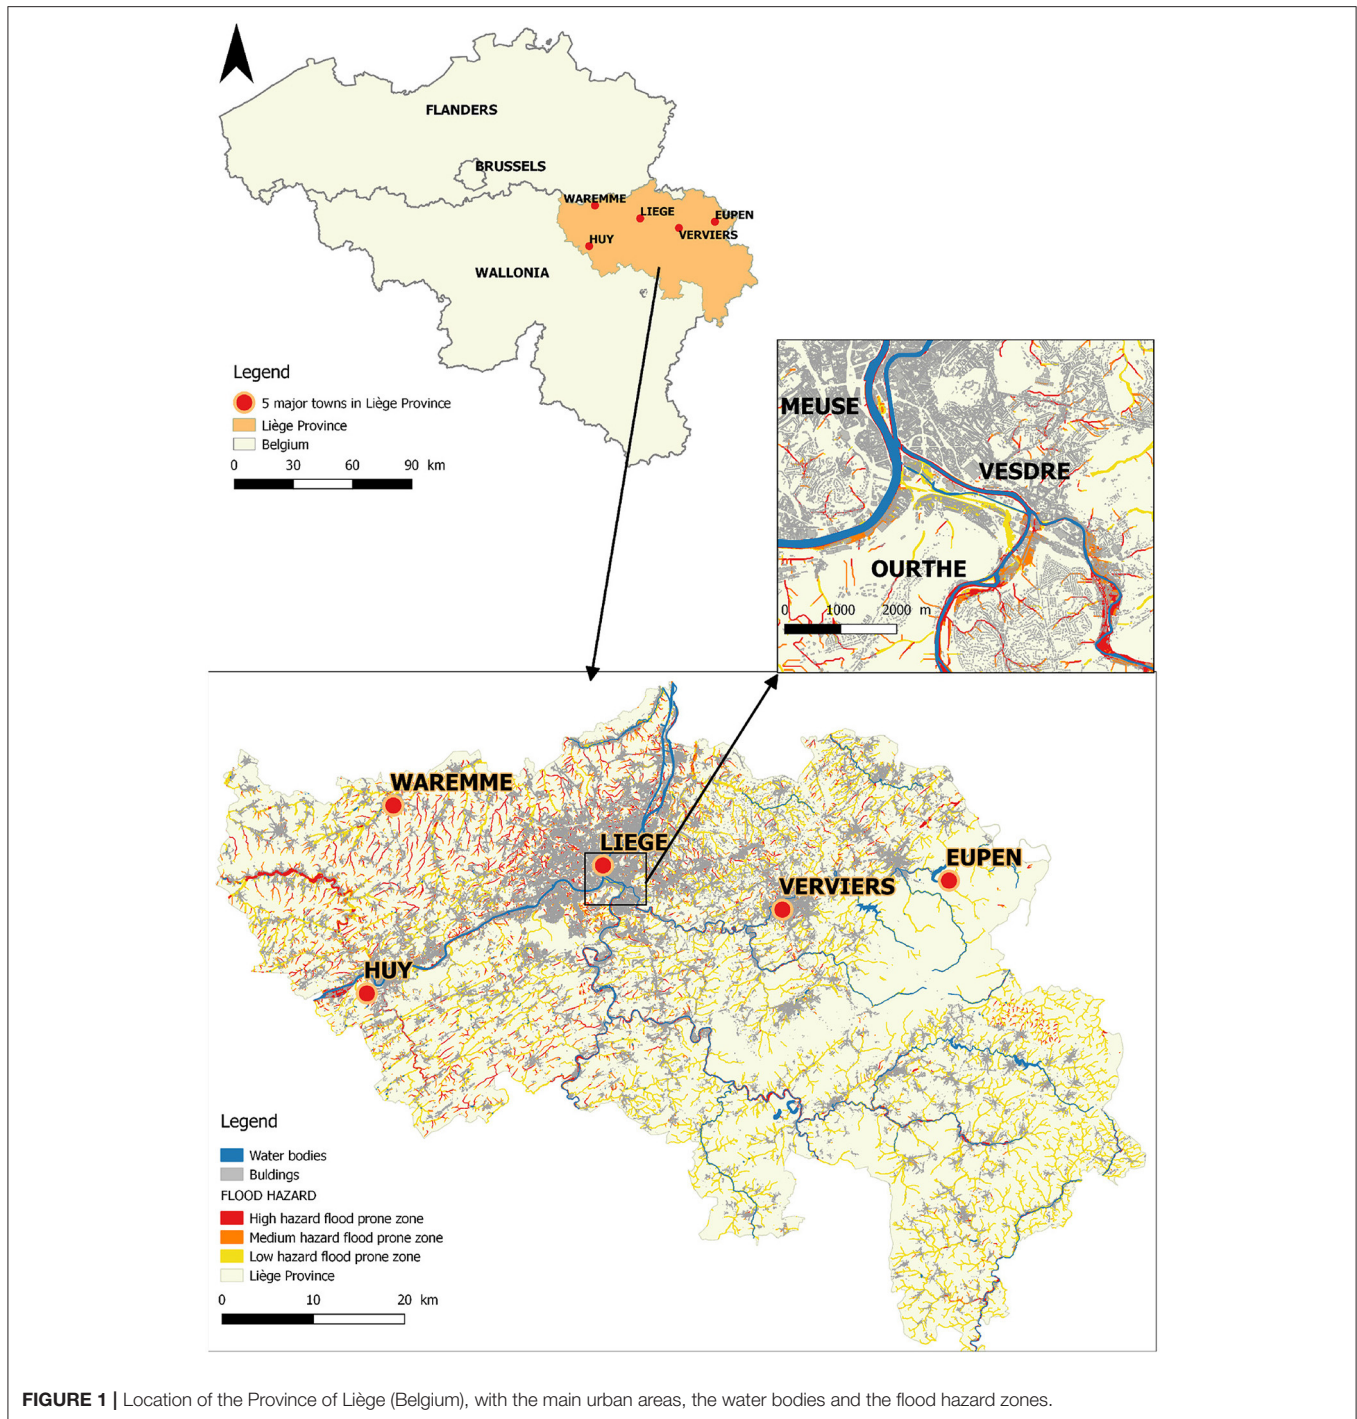 FLANDERS
BRUSSELS
WAREMME
LIEGE
EUPEN
VERVIERS
HUY
WALLONIA
Legend
5 major towns in Liège Province
Liège Province
Belgium
0 30 60 90 km
MEUSE
VESDRE
OURTHE
0 1000 2000 m
WAREMME
LIEGE
EUPEN
VERVIERS
HUY
Legend
Water bodies
Buldings
FLOOD HAZARD
High hazard flood prone zone
Medium hazard flood prone zone
Low hazard flood prone zone
Liège Province
0 10 20 km
FIGURE 1 | Location of the Province of Liège (Belgium), with the main urban areas, the water bodies and the flood hazard zones.